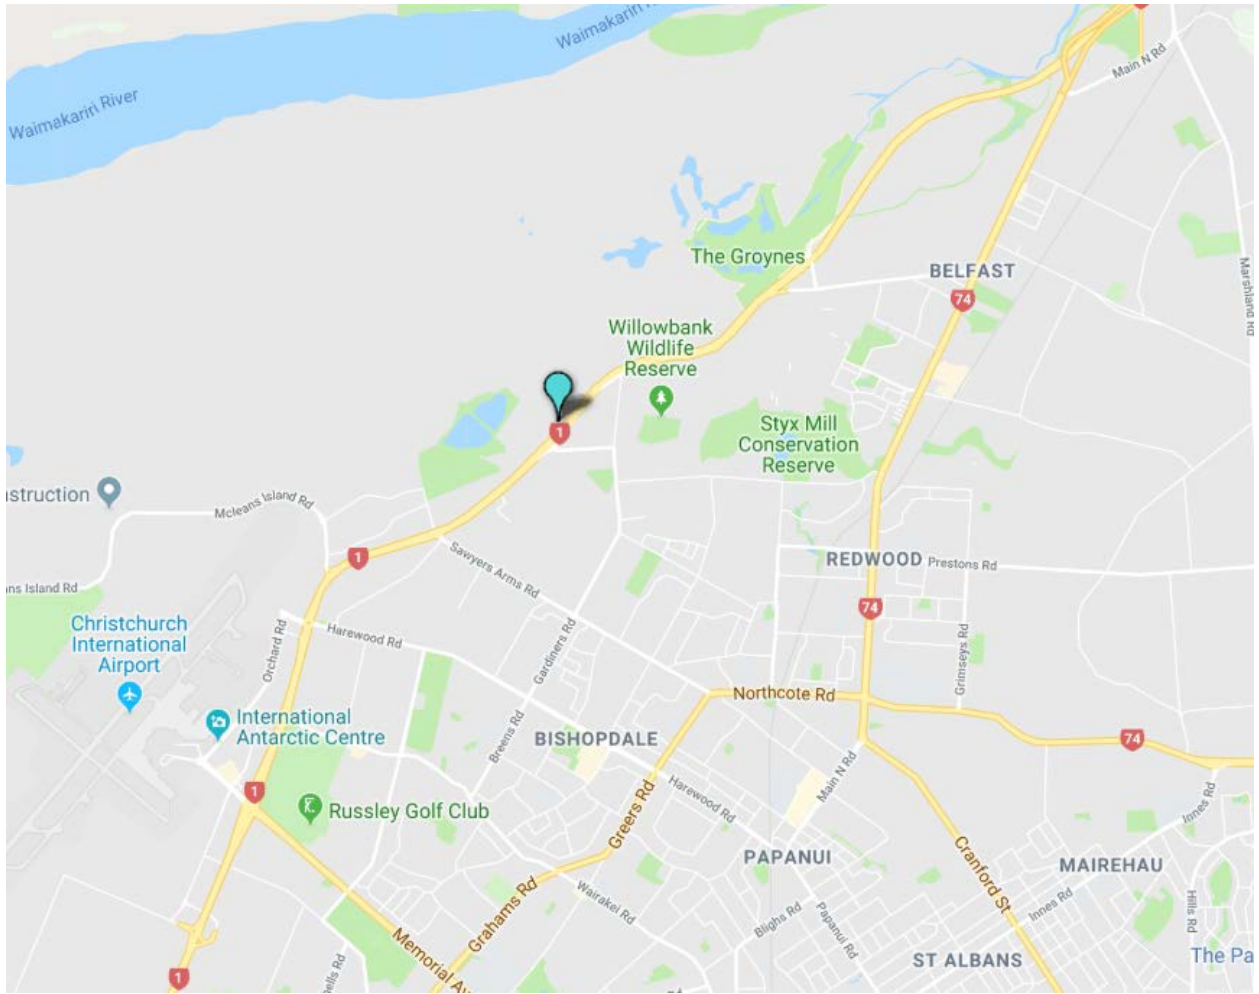 Waimakariri R
Waimakariri River
Main N Rd
The Groynes
BELFAST
Marshland Rd
74
Willowbank
Wildlife
Reserve
1
Styx Mill
Conservation
Reserve
nstruction
Mcleans Island Rd
1
Sawyers Arms Rd
REDWOOD
Prestons Rd
ans Island Rd
74
Christchurch
International
Airport
Orchard Rd
Harewood Rd
Gardiners Rd
Grimseys Rd
Northcote Rd
International
Antarctic Centre
Breens Rd
BISHOPDALE
74
Main N Rd
1
Russley Golf Club
Greers Rd
Harewood Rd
Innes Rd
PAPANUI
Cranford St
MAIREHAU
Grahams Rd
Wairakei Rd
Innes Rd
Hills Rd
Blighs Rd
Papanui Rd
Memorial Av
ST ALBANS
The Pa
nells Rd
1